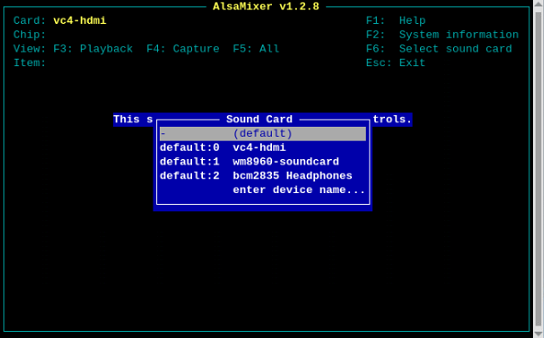 AlsaMixer v1.2.8
Card: vc4-hdmi F1: Help
Chip: F2: System information
View: F3: Playback F4: Capture F5: All F6: Select sound card
Item: Esc: Exit
This s Sound Card trols.
- (default)
default:0 vc4-hdmi
default:1 wm8960-soundcard
default:2 bcm2835 Headphones
enter device name...